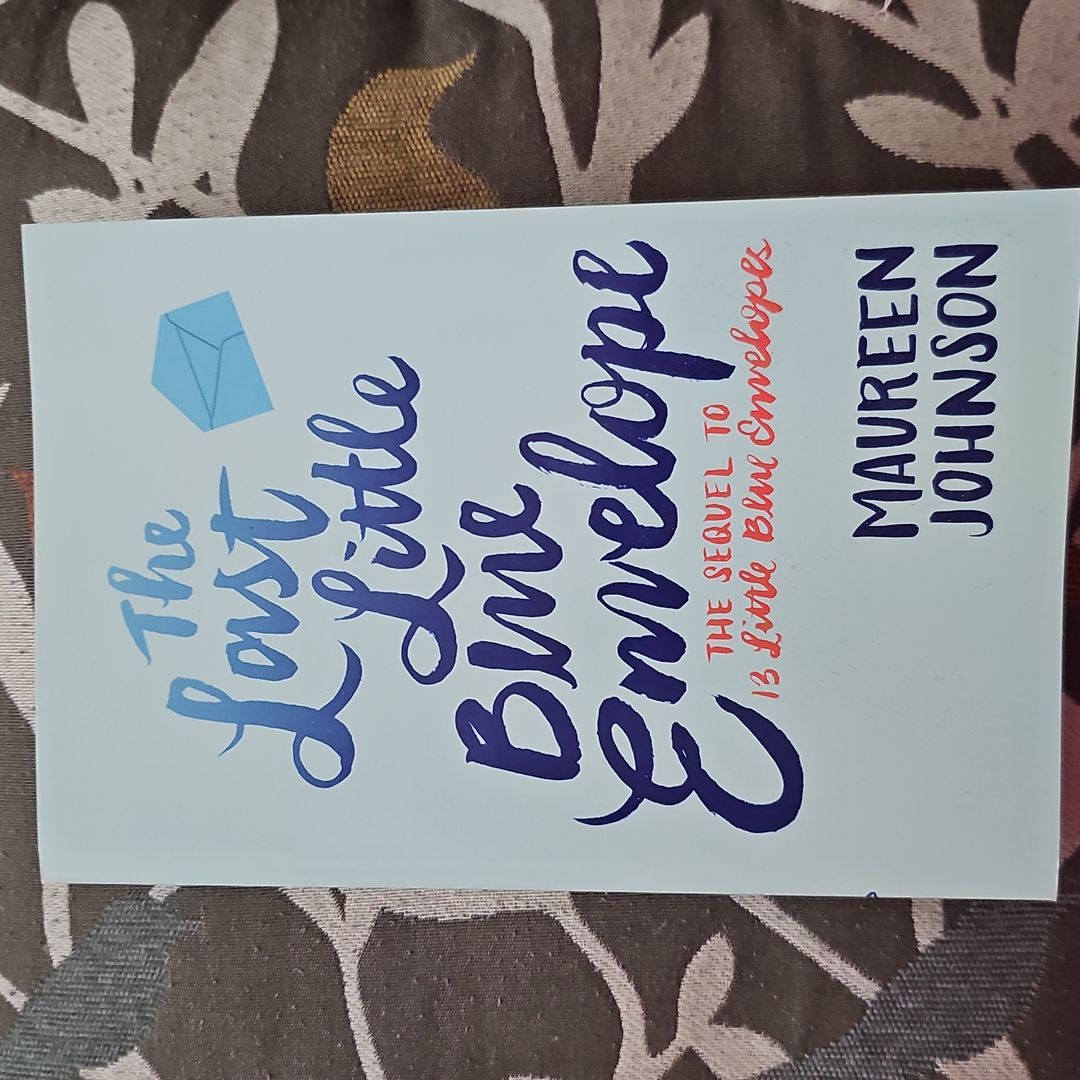 The
Last
Little
Blue
Envelope
THE SEQUEL TO
13 Little Blue Envelopes
MAUREEN
JOHNSON